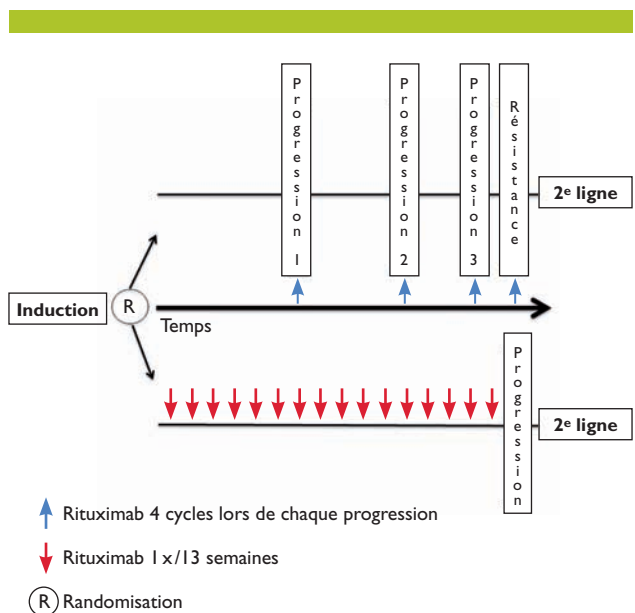 Progression 1
Progression 2
Progression 3
Résistance
2e ligne
Induction
R
Temps
Progression
2e ligne
Rituximab 4 cycles lors de chaque progression
Rituximab 1x/13 semaines
R Randomisation